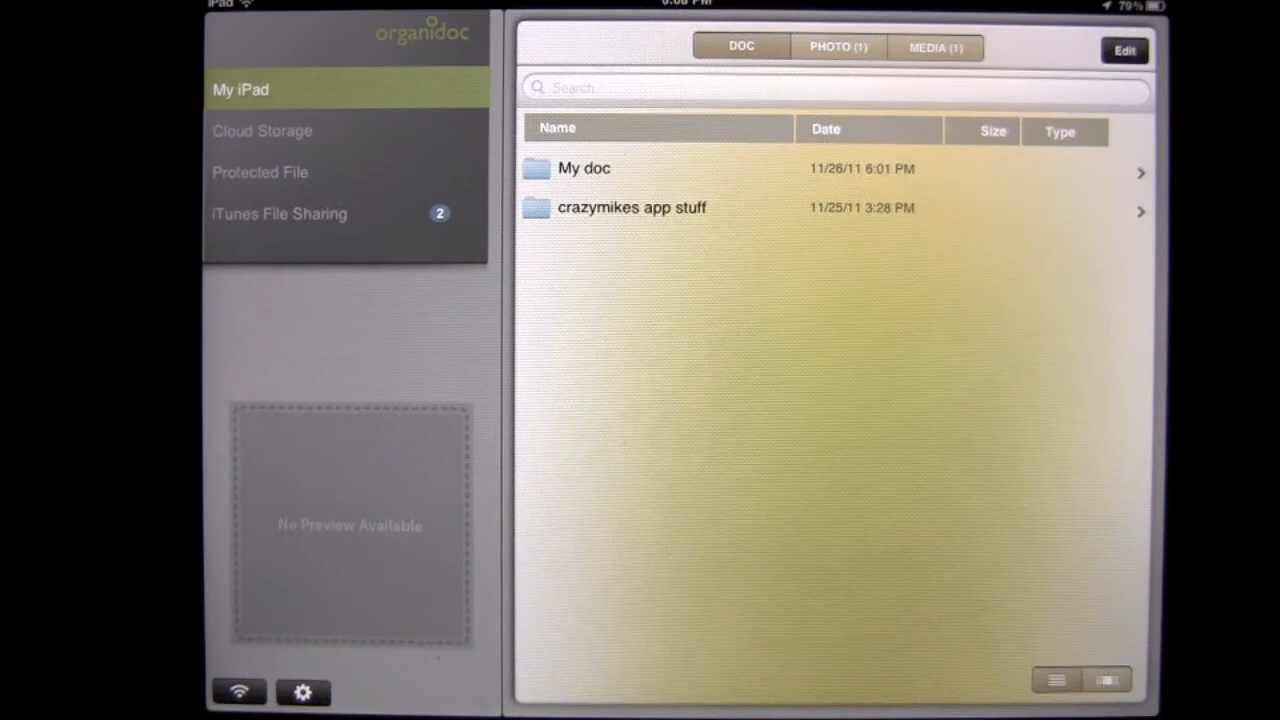 iPad
79%
organidoc
My iPad
Cloud Storage
Protected File
iTunes File Sharing 2
No Preview Available
DOC PHOTO (1) MEDIA (1) Edit
Search
Name Date Size Type
My doc 11/26/11 6:01 PM
crazymikes app stuff 11/25/11 3:28 PM